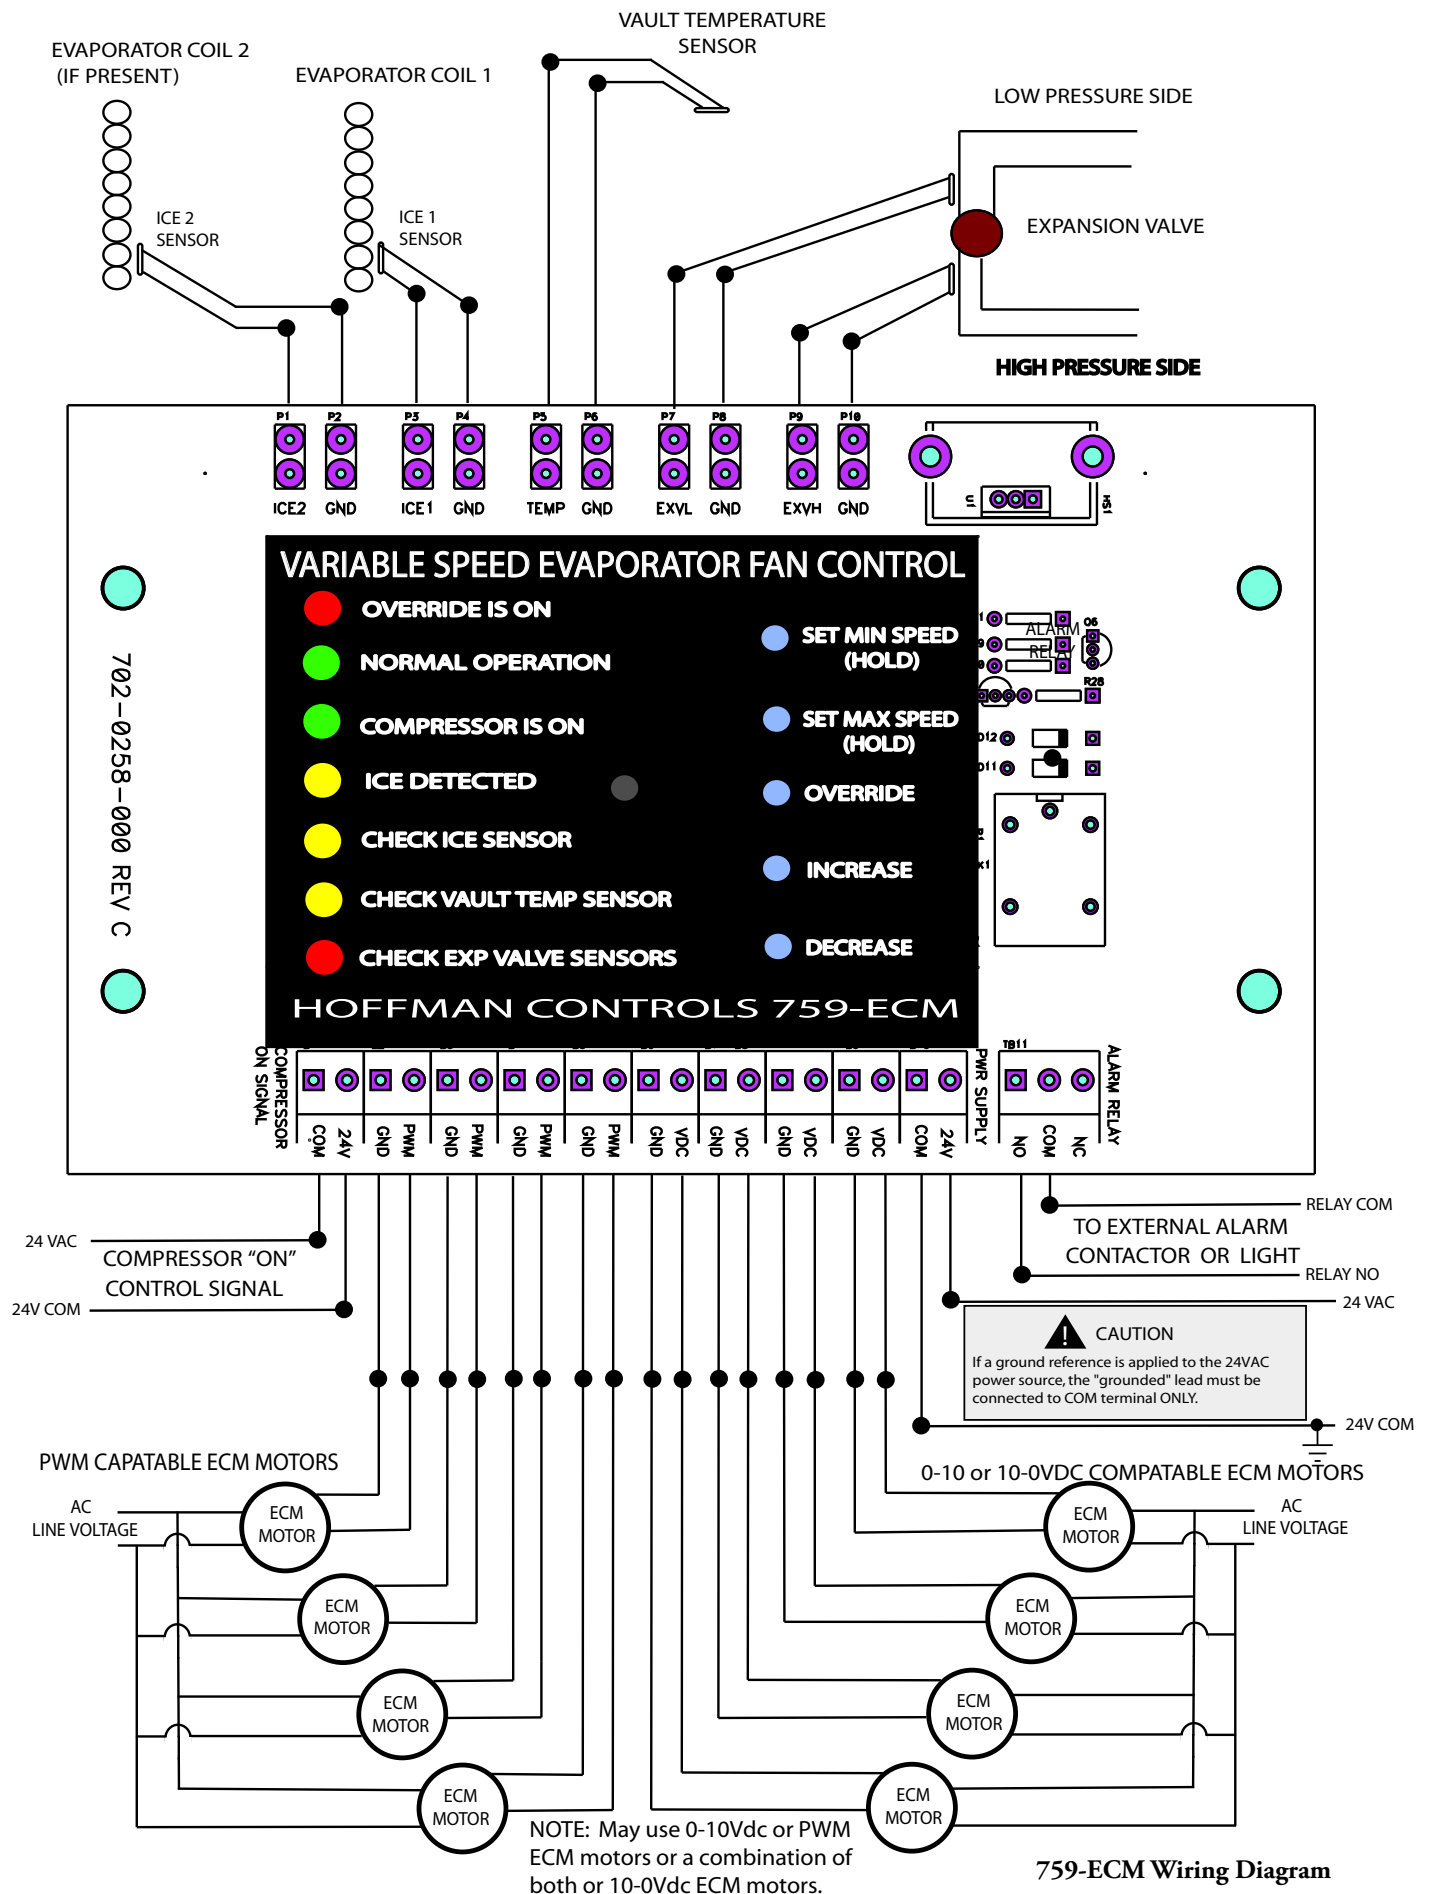 VAULT TEMPERATURE
SENSOR
EVAPORATOR COIL 2
(IF PRESENT)
EVAPORATOR COIL 1
LOW PRESSURE SIDE
ICE 2
SENSOR
ICE 1
SENSOR
EXPANSION VALVE
HIGH PRESSURE SIDE
P1 P2 P3 P4 P5 P6 P7 P8 P9 P10
ICE2 GND ICE1 GND TEMP GND EXVL GND EXVH GND
U1
HS1
VARIABLE SPEED EVAPORATOR FAN CONTROL
OVERRIDE IS ON
NORMAL OPERATION
COMPRESSOR IS ON
ICE DETECTED
CHECK ICE SENSOR
CHECK VAULT TEMP SENSOR
CHECK EXP VALVE SENSORS
SET MIN SPEED
(HOLD)
SET MAX SPEED
(HOLD)
OVERRIDE
INCREASE
DECREASE
HOFFMAN CONTROLS 759-ECM
ALARM
RELAY
Q6
R28
D12
D11
702-0258-000 REV C
COMPRESSOR
ON SIGNAL
PWR SUPPLY
TB11
ALARM RELAY
COM 24V GND PWM GND PWM GND PWM GND PWM GND VDC GND VDC GND VDC GND VDC COM 24V NO COM NC
24 VAC
COMPRESSOR “ON”
CONTROL SIGNAL
24V COM
RELAY COM
TO EXTERNAL ALARM
CONTACTOR OR LIGHT
RELAY NO
24 VAC
! CAUTION
If a ground reference is applied to the 24VAC
power source, the "grounded" lead must be
connected to COM terminal ONLY.
24V COM
PWM CAPATABLE ECM MOTORS
0-10 or 10-0VDC COMPATABLE ECM MOTORS
AC
LINE VOLTAGE
ECM
MOTOR
ECM
MOTOR
AC
LINE VOLTAGE
ECM
MOTOR
ECM
MOTOR
ECM
MOTOR
ECM
MOTOR
ECM
MOTOR
ECM
MOTOR
NOTE: May use 0-10Vdc or PWM
ECM motors or a combination of
both or 10-0Vdc ECM motors.
759-ECM Wiring Diagram